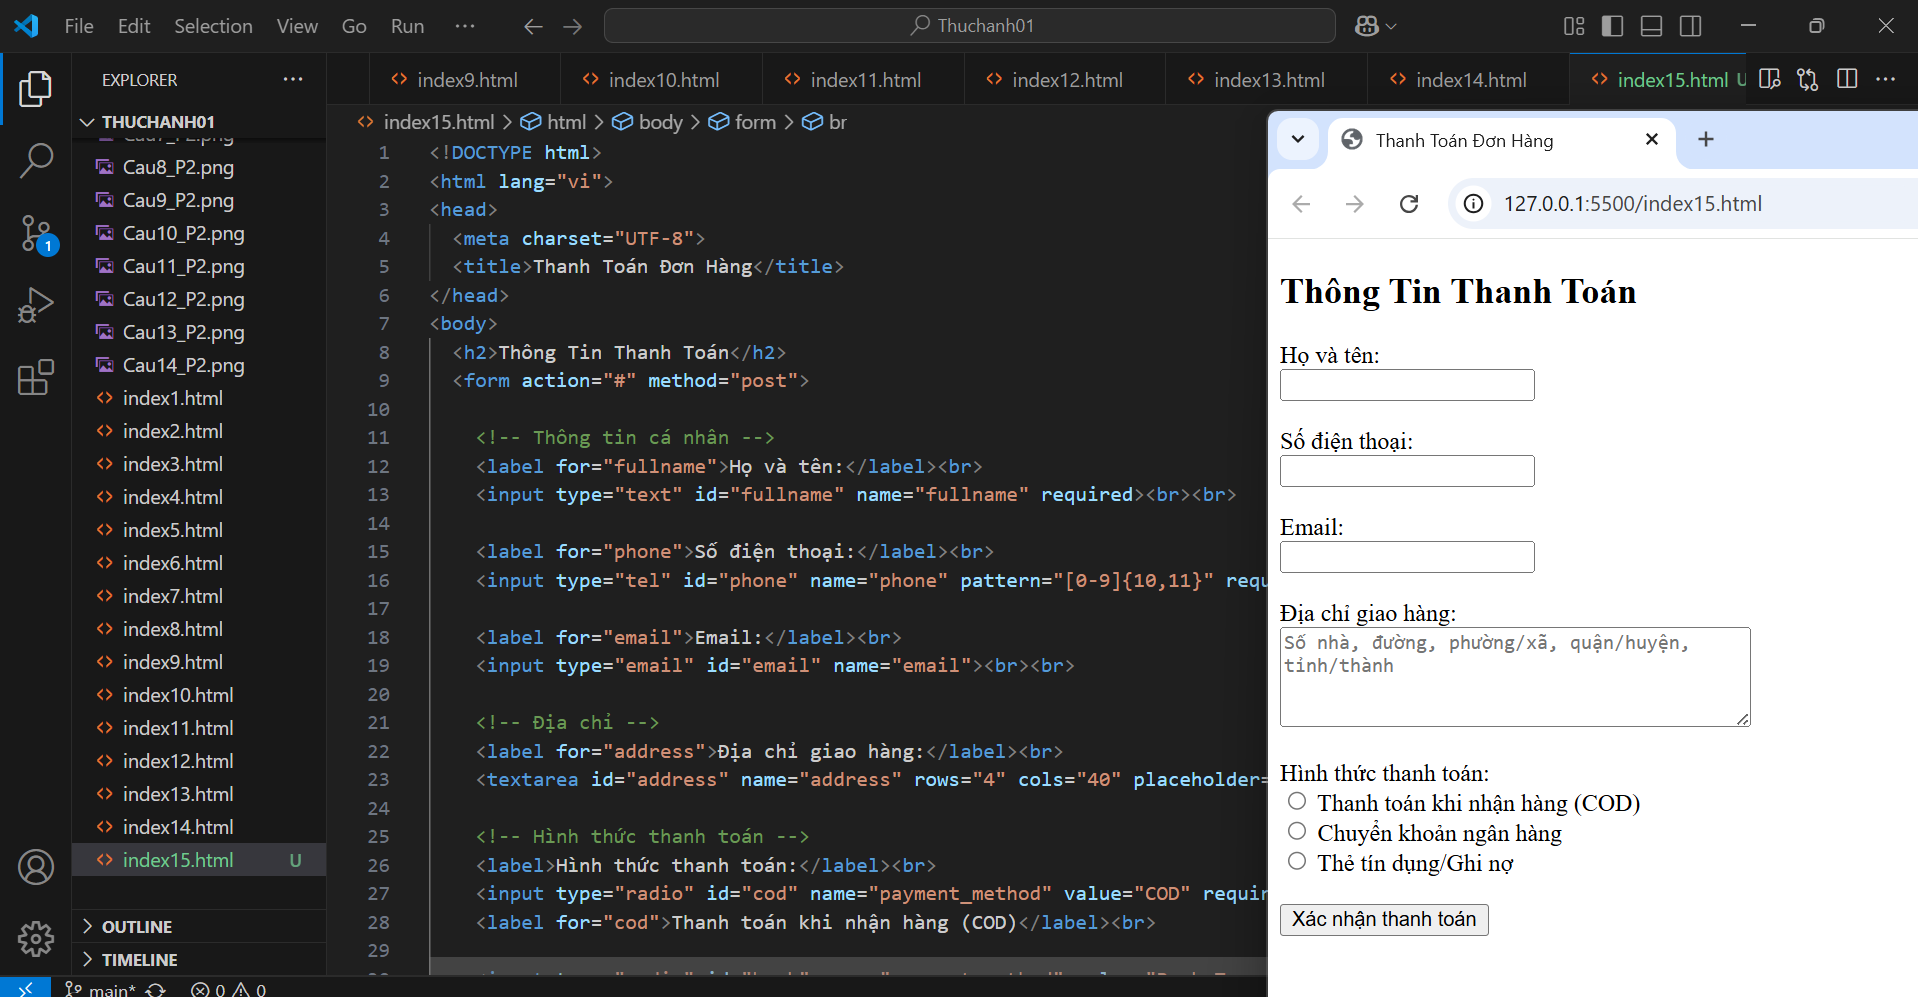 File Edit Selection View Go Run ···
Thuchanh01
EXPLORER ···
THUCHANH01
Cau8_P2.png
Cau9_P2.png
Cau10_P2.png
Cau11_P2.png
Cau12_P2.png
Cau13_P2.png
Cau14_P2.png
index1.html
index2.html
index3.html
index4.html
index5.html
index6.html
index7.html
index8.html
index9.html
index10.html
index11.html
index12.html
index13.html
index14.html
index15.html U
OUTLINE
TIMELINE
1
main* 0 0
index9.html index10.html index11.html index12.html index13.html index14.html index15.html U
index15.html > html > body > form > br
1 <!DOCTYPE html>
2 <html lang="vi">
3 <head>
4 <meta charset="UTF-8">
5 <title>Thanh Toán Đơn Hàng</title>
6 </head>
7 <body>
8 <h2>Thông Tin Thanh Toán</h2>
9 <form action="#" method="post">
10
11 <!-- Thông tin cá nhân -->
12 <label for="fullname">Họ và tên:</label><br>
13 <input type="text" id="fullname" name="fullname" required><br><br>
14
15 <label for="phone">Số điện thoại:</label><br>
16 <input type="tel" id="phone" name="phone" pattern="[0-9]{10,11}" requ
17
18 <label for="email">Email:</label><br>
19 <input type="email" id="email" name="email"><br><br>
20
21 <!-- Địa chỉ -->
22 <label for="address">Địa chỉ giao hàng:</label><br>
23 <textarea id="address" name="address" rows="4" cols="40" placeholder=
24
25 <!-- Hình thức thanh toán -->
26 <label>Hình thức thanh toán:</label><br>
27 <input type="radio" id="cod" name="payment_method" value="COD" requir
28 <label for="cod">Thanh toán khi nhận hàng (COD)</label><br>
29
Thanh Toán Đơn Hàng
127.0.0.1:5500/index15.html
Thông Tin Thanh Toán
Họ và tên:
Số điện thoại:
Email:
Địa chỉ giao hàng:
Số nhà, đường, phường/xã, quận/huyện,
tỉnh/thành
Hình thức thanh toán:
Thanh toán khi nhận hàng (COD)
Chuyển khoản ngân hàng
Thẻ tín dụng/Ghi nợ
Xác nhận thanh toán